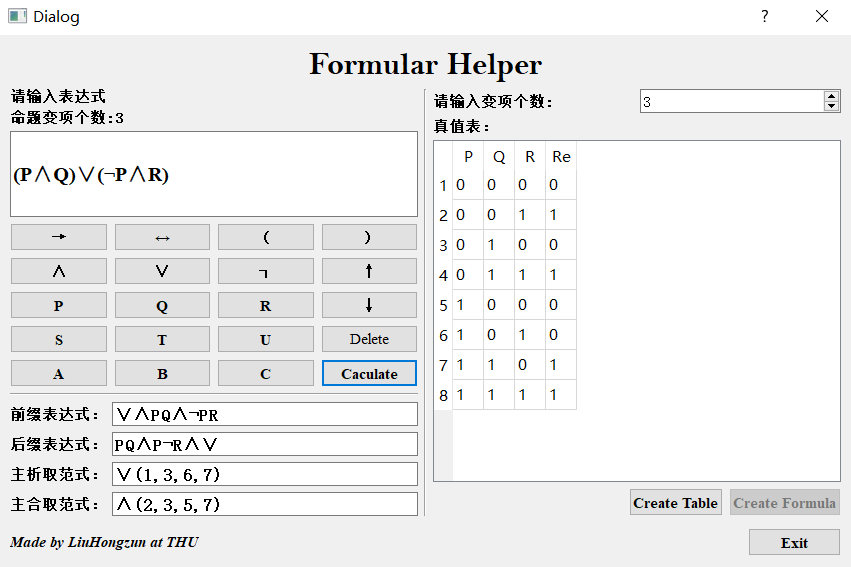 Dialog
?
Formular Helper
请输入表达式
命题变项个数:3
(P∧Q)∨(¬P∧R)
→ ↔ ( )
∧ ∨ ¬ ↑
P Q R ↓
S T U Delete
A B C Caculate
前缀表达式： ∨∧PQ∧¬PR
后缀表达式： PQ∧P¬R∧∨
主折取范式： ∨(1,3,6,7)
主合取范式： ∧(2,3,5,7)
Made by LiuHongzun at THU
请输入变项个数： 3
真值表：
P Q R Re
1 0 0 0 0
2 0 0 1 1
3 0 1 0 0
4 0 1 1 1
5 1 0 0 0
6 1 0 1 0
7 1 1 0 1
8 1 1 1 1
Create Table Create Formula
Exit